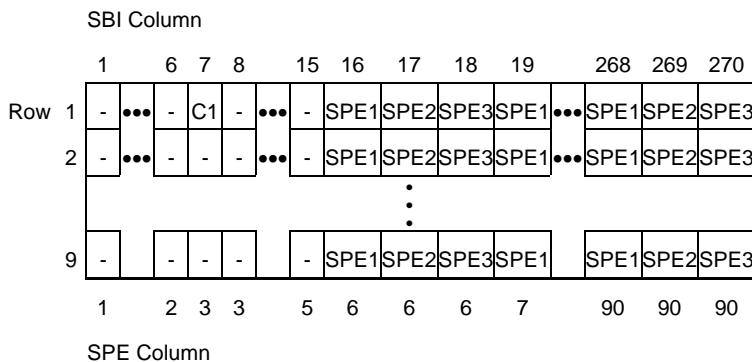 SBI Column
1 6 7 8 15 16 17 18 19 268 269 270
Row 1 - ••• - C1 - ••• - SPE1 SPE2 SPE3 SPE1 ••• SPE1 SPE2 SPE3
2 - ••• - - - ••• - SPE1 SPE2 SPE3 SPE1 ••• SPE1 SPE2 SPE3
9 - - - - - SPE1 SPE2 SPE3 SPE1 SPE1 SPE2 SPE3
1 2 3 3 5 6 6 6 7 90 90 90
SPE Column